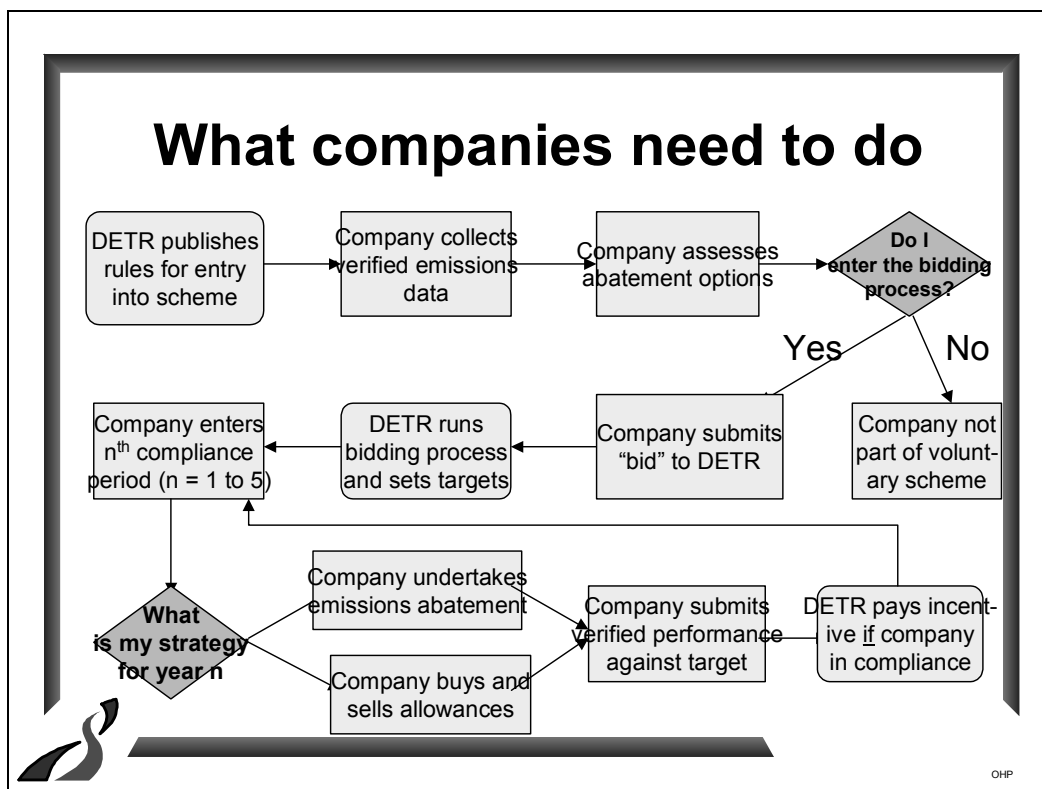 What companies need to do
DETR publishes
rules for entry
into scheme
Company collects
verified emissions
data
Company assesses
abatement options
Do I
enter the bidding
process?
Yes
No
Company enters
nth compliance
period (n = 1 to 5)
DETR runs
bidding process
and sets targets
Company submits
“bid” to DETR
Company not
part of volunt-
ary scheme
What
is my strategy
for year n
Company undertakes
emissions abatement
Company buys and
sells allowances
Company submits
verified performance
against target
DETR pays incent-
ive if company
in compliance
OHP